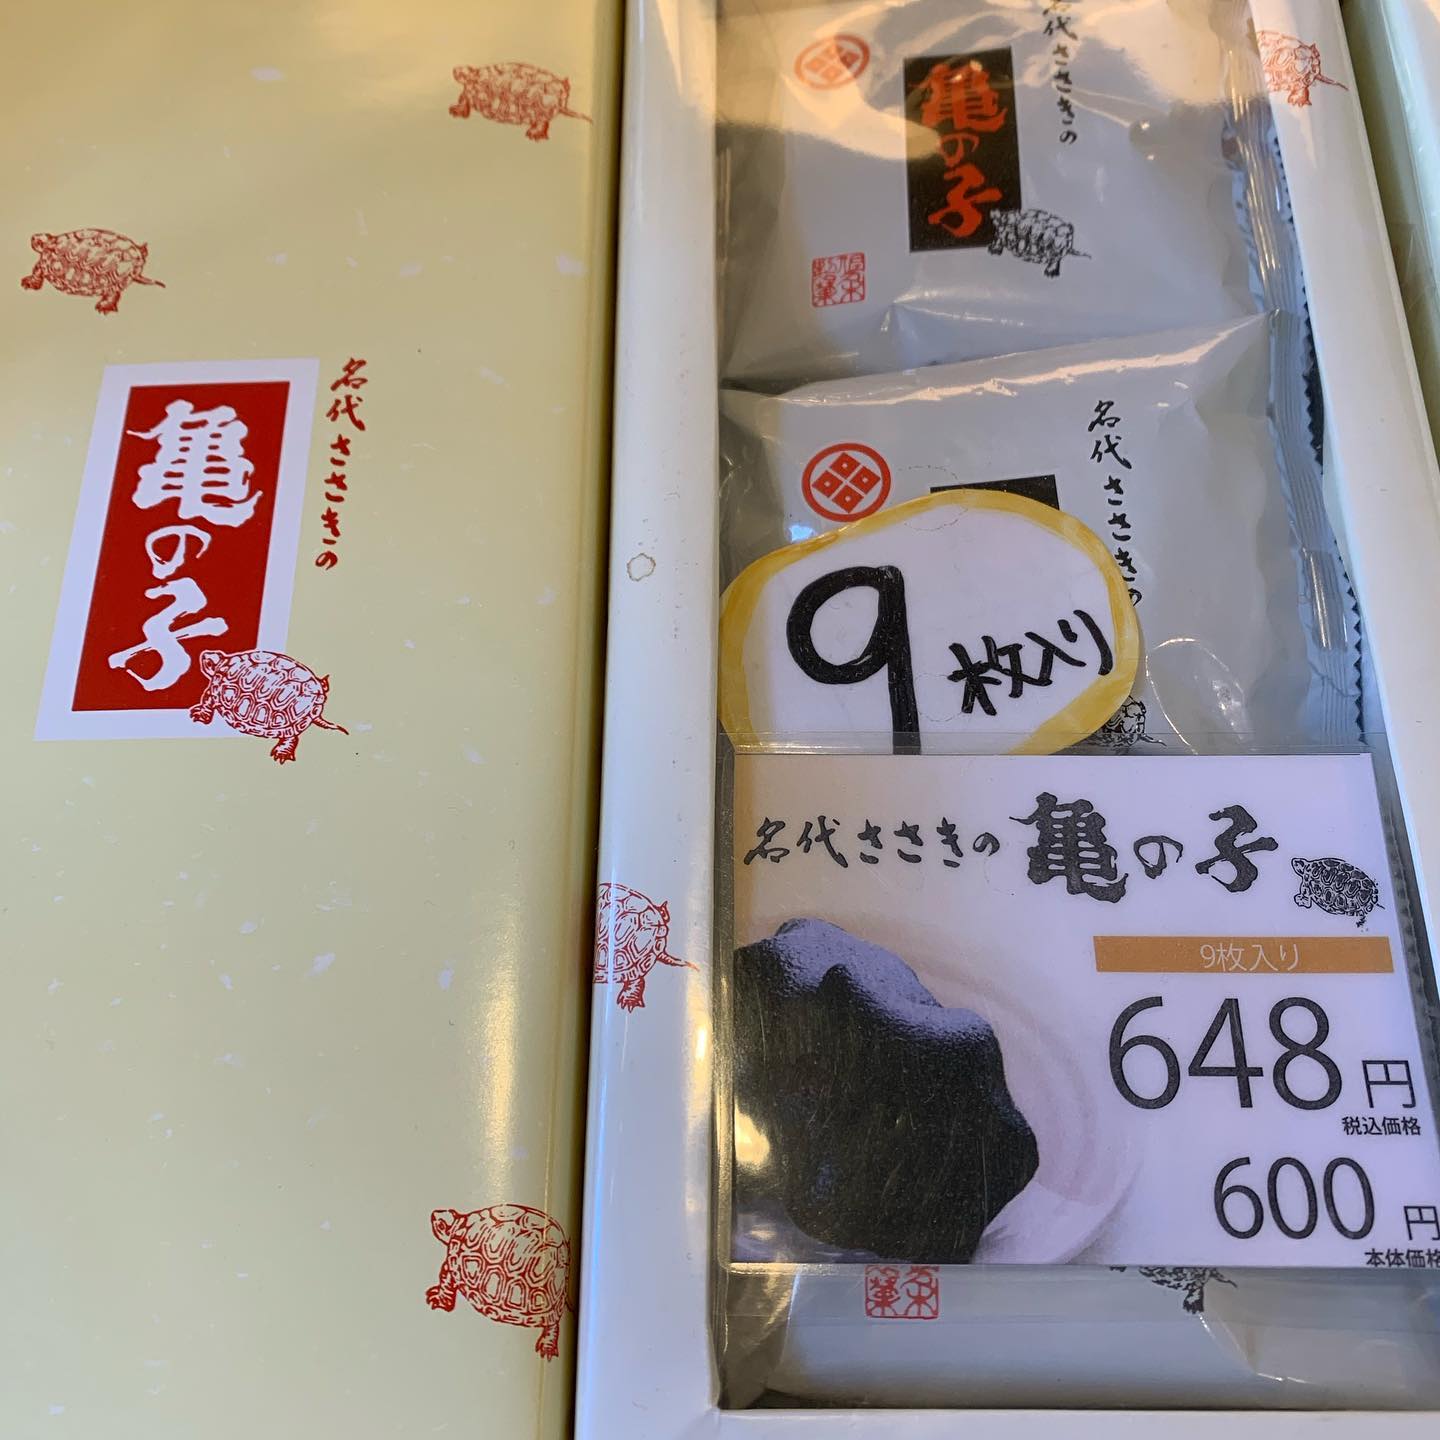 名代ささきの
亀の子
名代ささきの
亀の子
名代ささきの
9
枚入り
名代ささきの亀の子
9枚入り
648円
税込価格
600円
本体価格